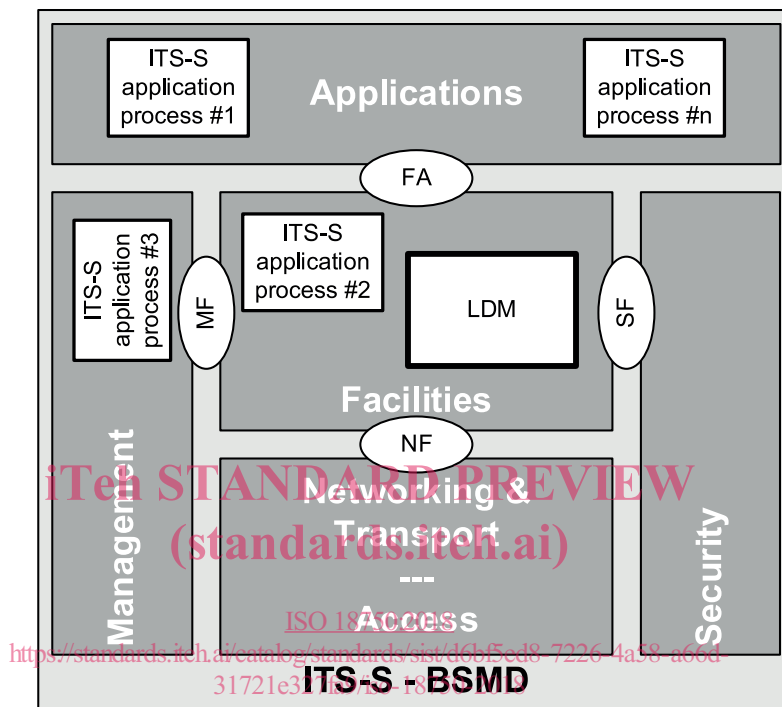 ITS-S
application
process #1
ITS-S
application
process #n
Applications
FA
ITS-S
application
process #3
MF
ITS-S
application
process #2
LDM
SF
Facilities
NF
Management
Networking &
Transport
---
Access
Security
iTeh STANDARD PREVIEW
(standards.iteh.ai)
ISO 18750:2018
https://standards.iteh.ai/catalog/standards/sist/d6bf5ed8-7226-4a58-a66d-
ITS-S - BSMD